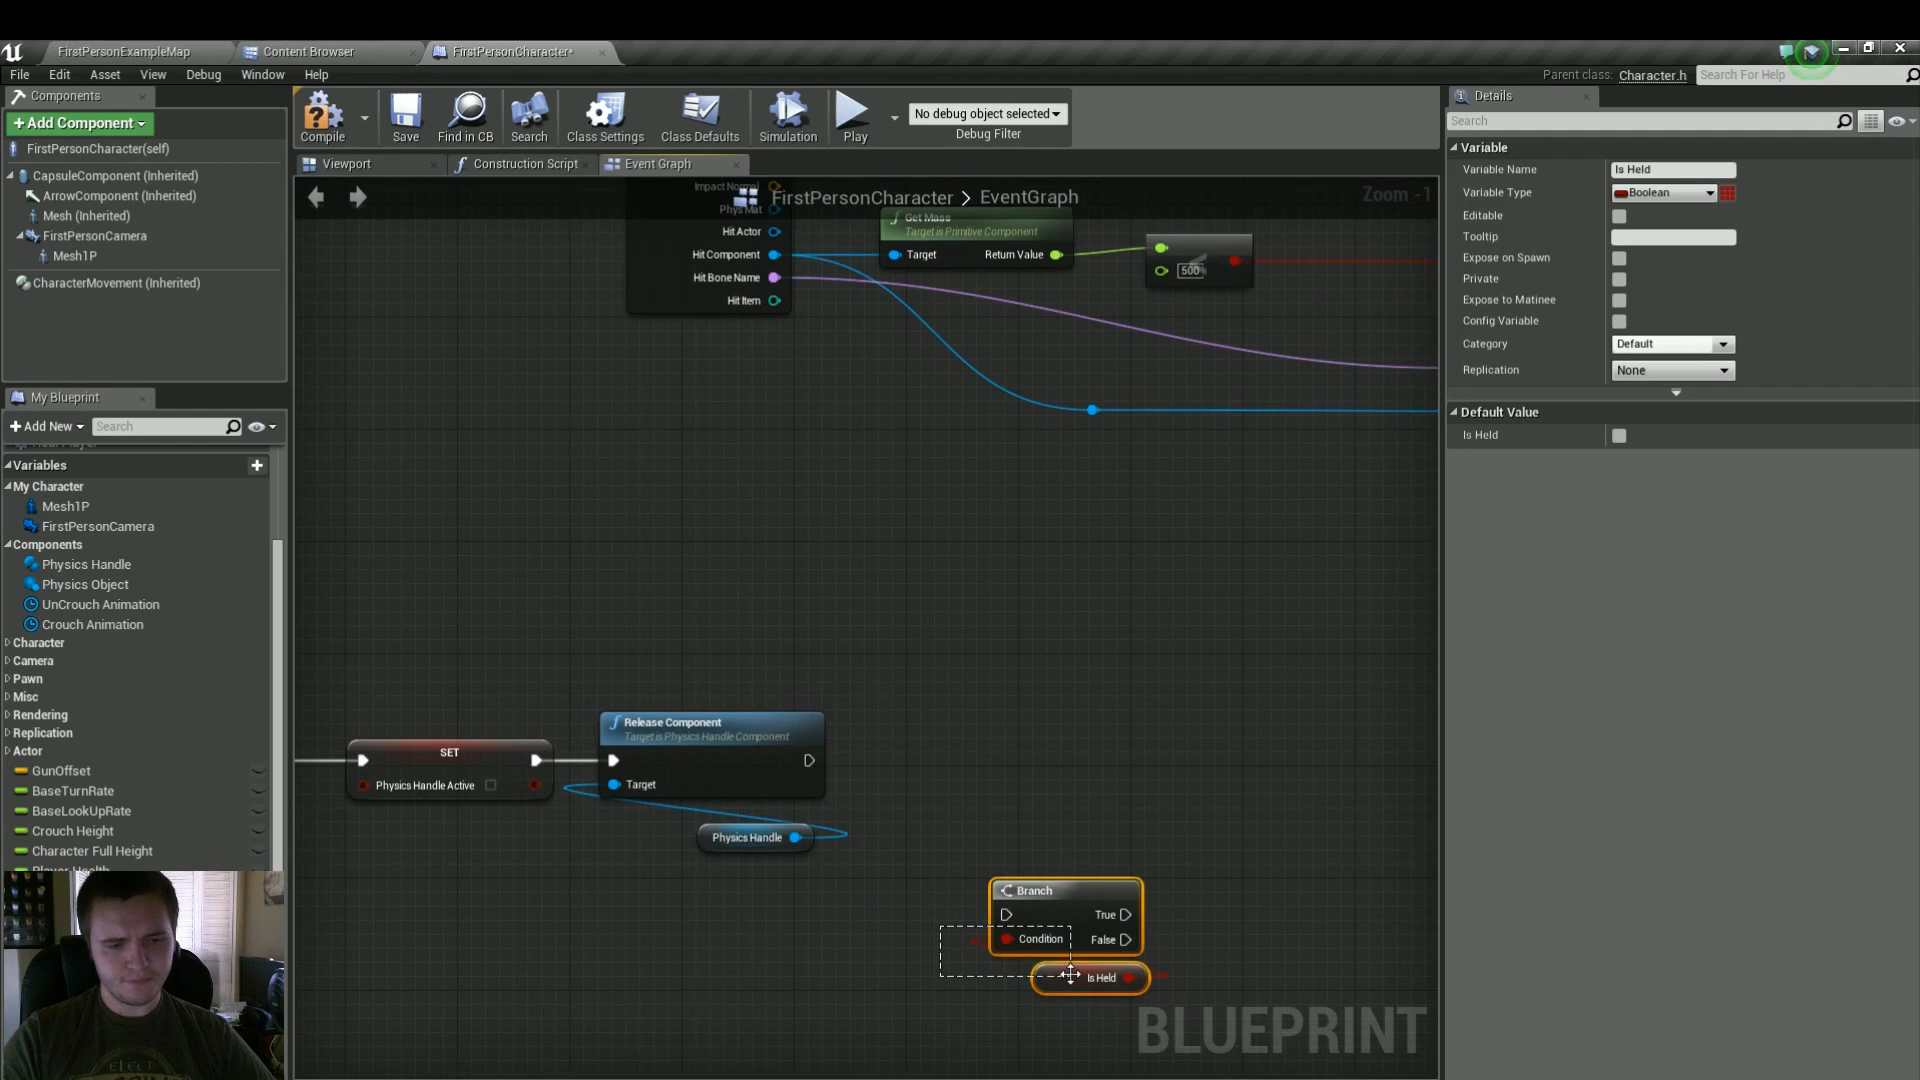 FirstPersonExampleMap
Content Browser
FirstPersonCharacter*
File Edit Asset View Debug Window Help
Parent class: Character.h
Search For Help
Components
+Add Component
FirstPersonCharacter(self)
CapsuleComponent (Inherited)
ArrowComponent (Inherited)
Mesh (Inherited)
FirstPersonCamera
Mesh1P
CharacterMovement (Inherited)
My Blueprint
+Add New
Search
Variables
My Character
Mesh1P
FirstPersonCamera
Components
Physics Handle
Physics Object
UnCrouch Animation
Crouch Animation
Character
Camera
Pawn
Misc
Rendering
Replication
Actor
GunOffset
BaseTurnRate
BaseLookUpRate
Crouch Height
Character Full Height
Compile
Save
Find in CB
Search
Class Settings
Class Defaults
Simulation
Play
No debug object selected
Debug Filter
Viewport
Construction Script
Event Graph
FirstPersonCharacter > EventGraph
Zoom -1
Impact Normal
Phys Mat
Hit Actor
Hit Component
Hit Bone Name
Hit Item
Get Mass
Target is Primitive Component
Target
Return Value
500
SET
Physics Handle Active
Release Component
Target is Physics Handle Component
Target
Physics Handle
Branch
True
Condition
False
Is Held
BLUEPRINT
Details
Search
Variable
Variable Name
Is Held
Variable Type
Boolean
Editable
Tooltip
Expose on Spawn
Private
Expose to Matinee
Config Variable
Category
Default
Replication
None
Default Value
Is Held